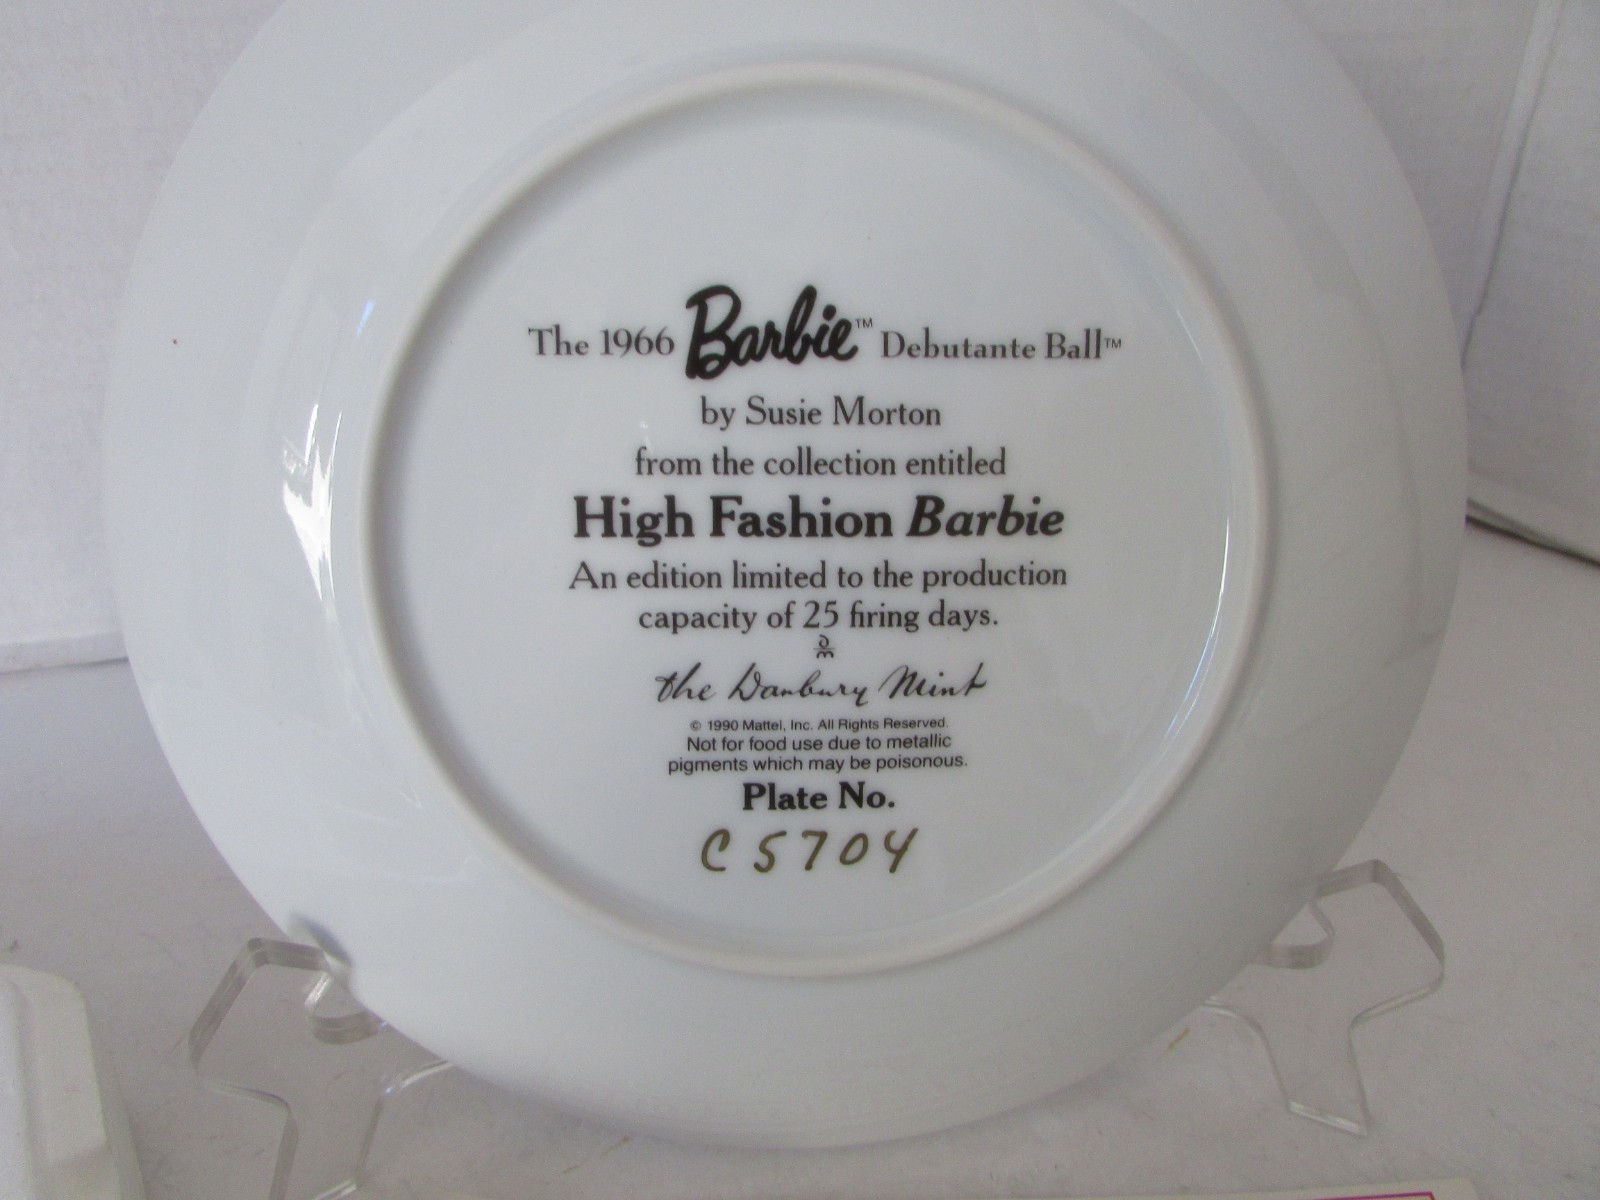 The 1966 Barbie™ Debutante Ball™
by Susie Morton
from the collection entitled
High Fashion Barbie
An edition limited to the production
capacity of 25 firing days.
the Danbury Mint
© 1990 Mattel, Inc. All Rights Reserved.
Not for food use due to metallic
pigments which may be poisonous.
Plate No.
C5704